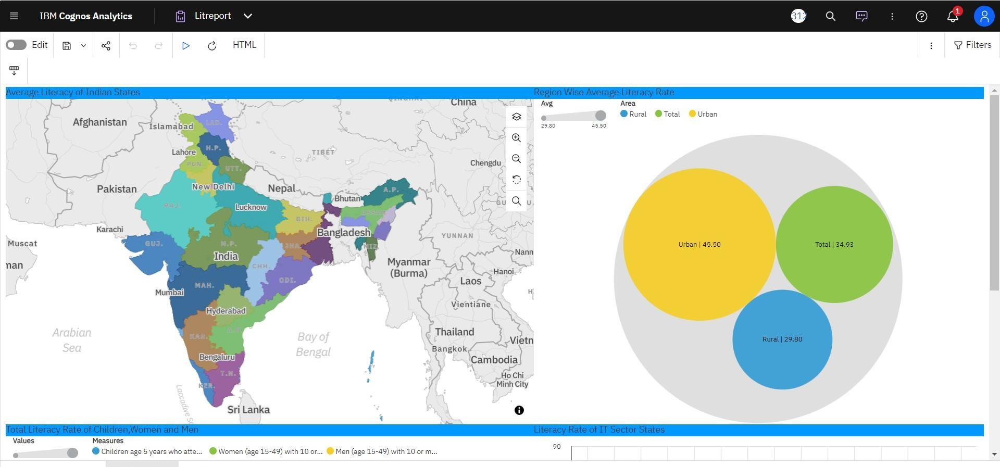 IBM Cognos Analytics
Litreport
312
1
Edit
HTML
Filters
Average Literacy of Indian States
Region Wise Average Literacy Rate
China
Afghanistan
Islamabad
LAD.
H.P.
Lahore
PUN.
UTT.
TIBET
Chengdu
New Delhi
Pakistan
Nepal
A.P.
Bhutan
RAJ.
Lucknow
ASSAM
BIH.
Karachi
Bangladesh
YUNNAN
Muscat
GUJ.
M.P.
JHA.
MIZ.
India
Nann
man
Myanmar
(Burma)
CHH.
Hanoi
ODI.
Laos
MAH.
Mumbai
Vientiane
Hyderabad
Arabian
Sea
A.P.
KAR.
Bay of
Bengal
Thailand
Vietn
Bangkok
Bengaluru
Cambodia
T.N.
Ho Chi
Minh City
KER.
Laccadive Se
Sri Lanka
Avg
29.80
45.50
Area
Rural
Total
Urban
Urban | 45.50
Total | 34.93
Rural | 29.80
Total Literacy Rate of Children,Women and Men
Literacy Rate of IT Sector States
Values
Measures
Children age 5 years who atte...
Women (age 15-49) with 10 or...
Men (age 15-49) with 10 or m...
90